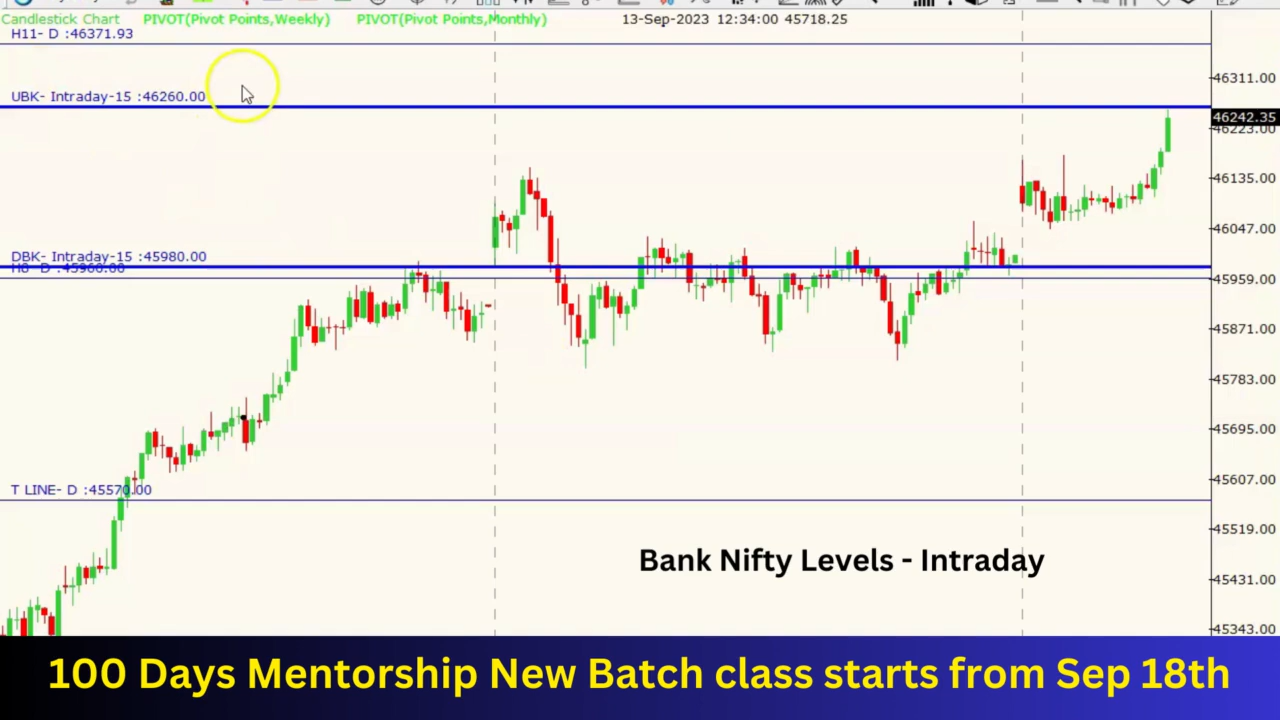 Candlestick Chart PIVOT(Pivot Points,Weekly) PIVOT(Pivot Points,Monthly) 13-Sep-2023 12:34:00 45718.25
H11- D :46371.93
46311.00
UBK- Intraday-15 :46260.00
46242.35
46223.00
46135.00
46047.00
DBK- Intraday-15 :45980.00
H8- D :45960.00
45959.00
45871.00
45783.00
45695.00
45607.00
T LINE- D :45570.00
45519.00
Bank Nifty Levels - Intraday
45431.00
45343.00
100 Days Mentorship New Batch class starts from Sep 18th